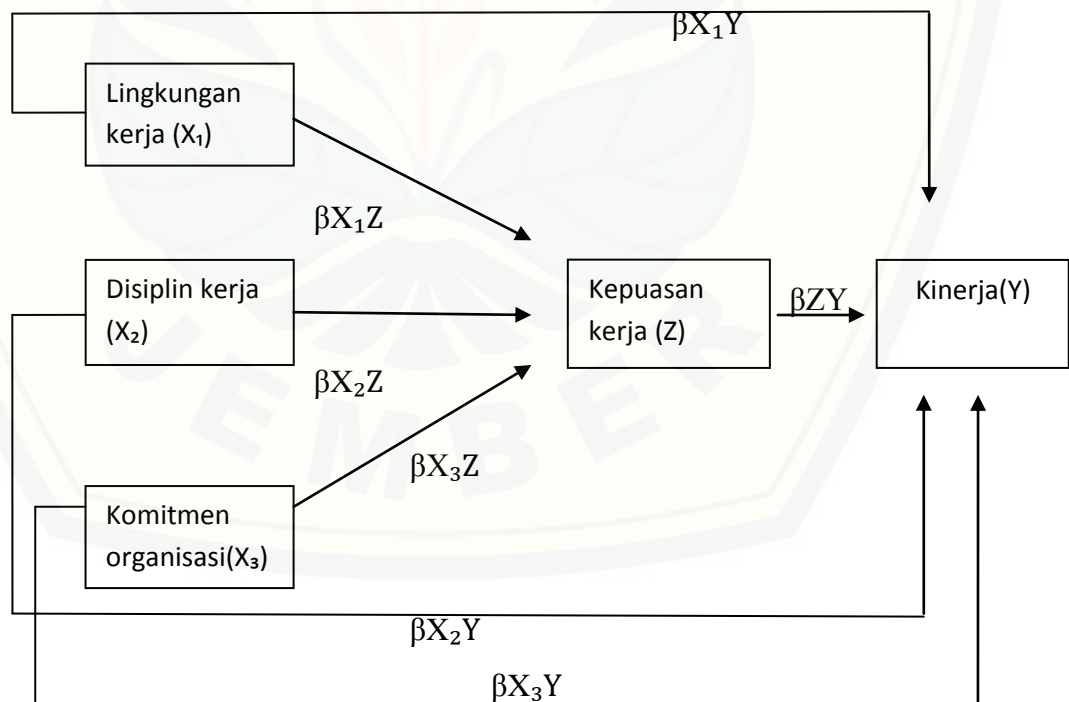 βX₁Y
Lingkungan
kerja (X₁)
βX₁Z
Disiplin kerja
(X₂)
Kepuasan
kerja (Z)
βZY
Kinerja(Y)
βX₂Z
βX₃Z
Komitmen
organisasi(X₃)
βX₂Y
βX₃Y
JEMBER